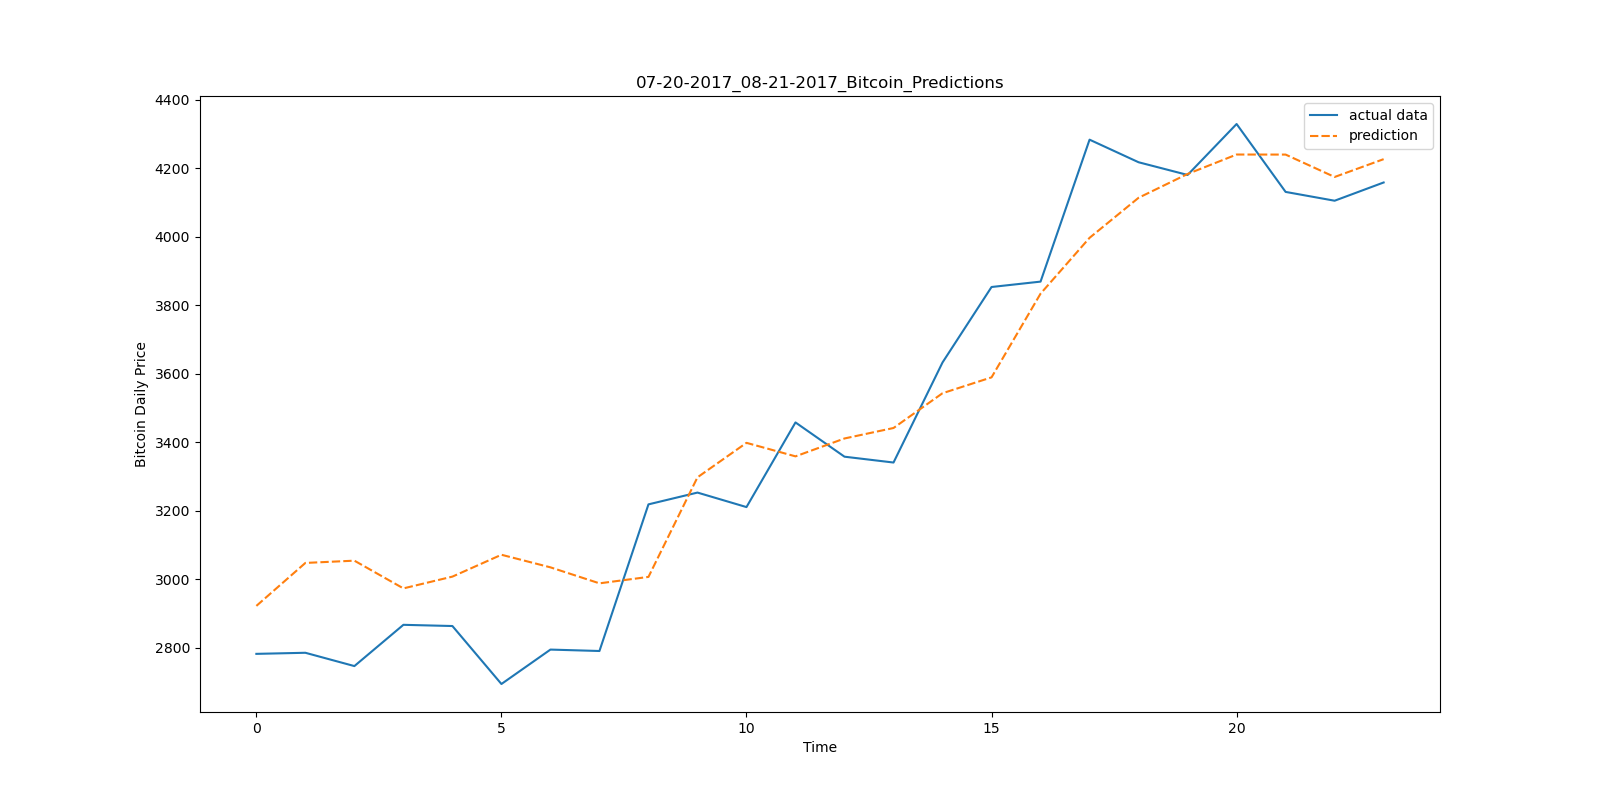 07-20-2017_08-21-2017_Bitcoin_Predictions
actual data
prediction
Bitcoin Daily Price
4400
4200
4000
3800
3600
3400
3200
3000
2800
0 5 10 15 20
Time